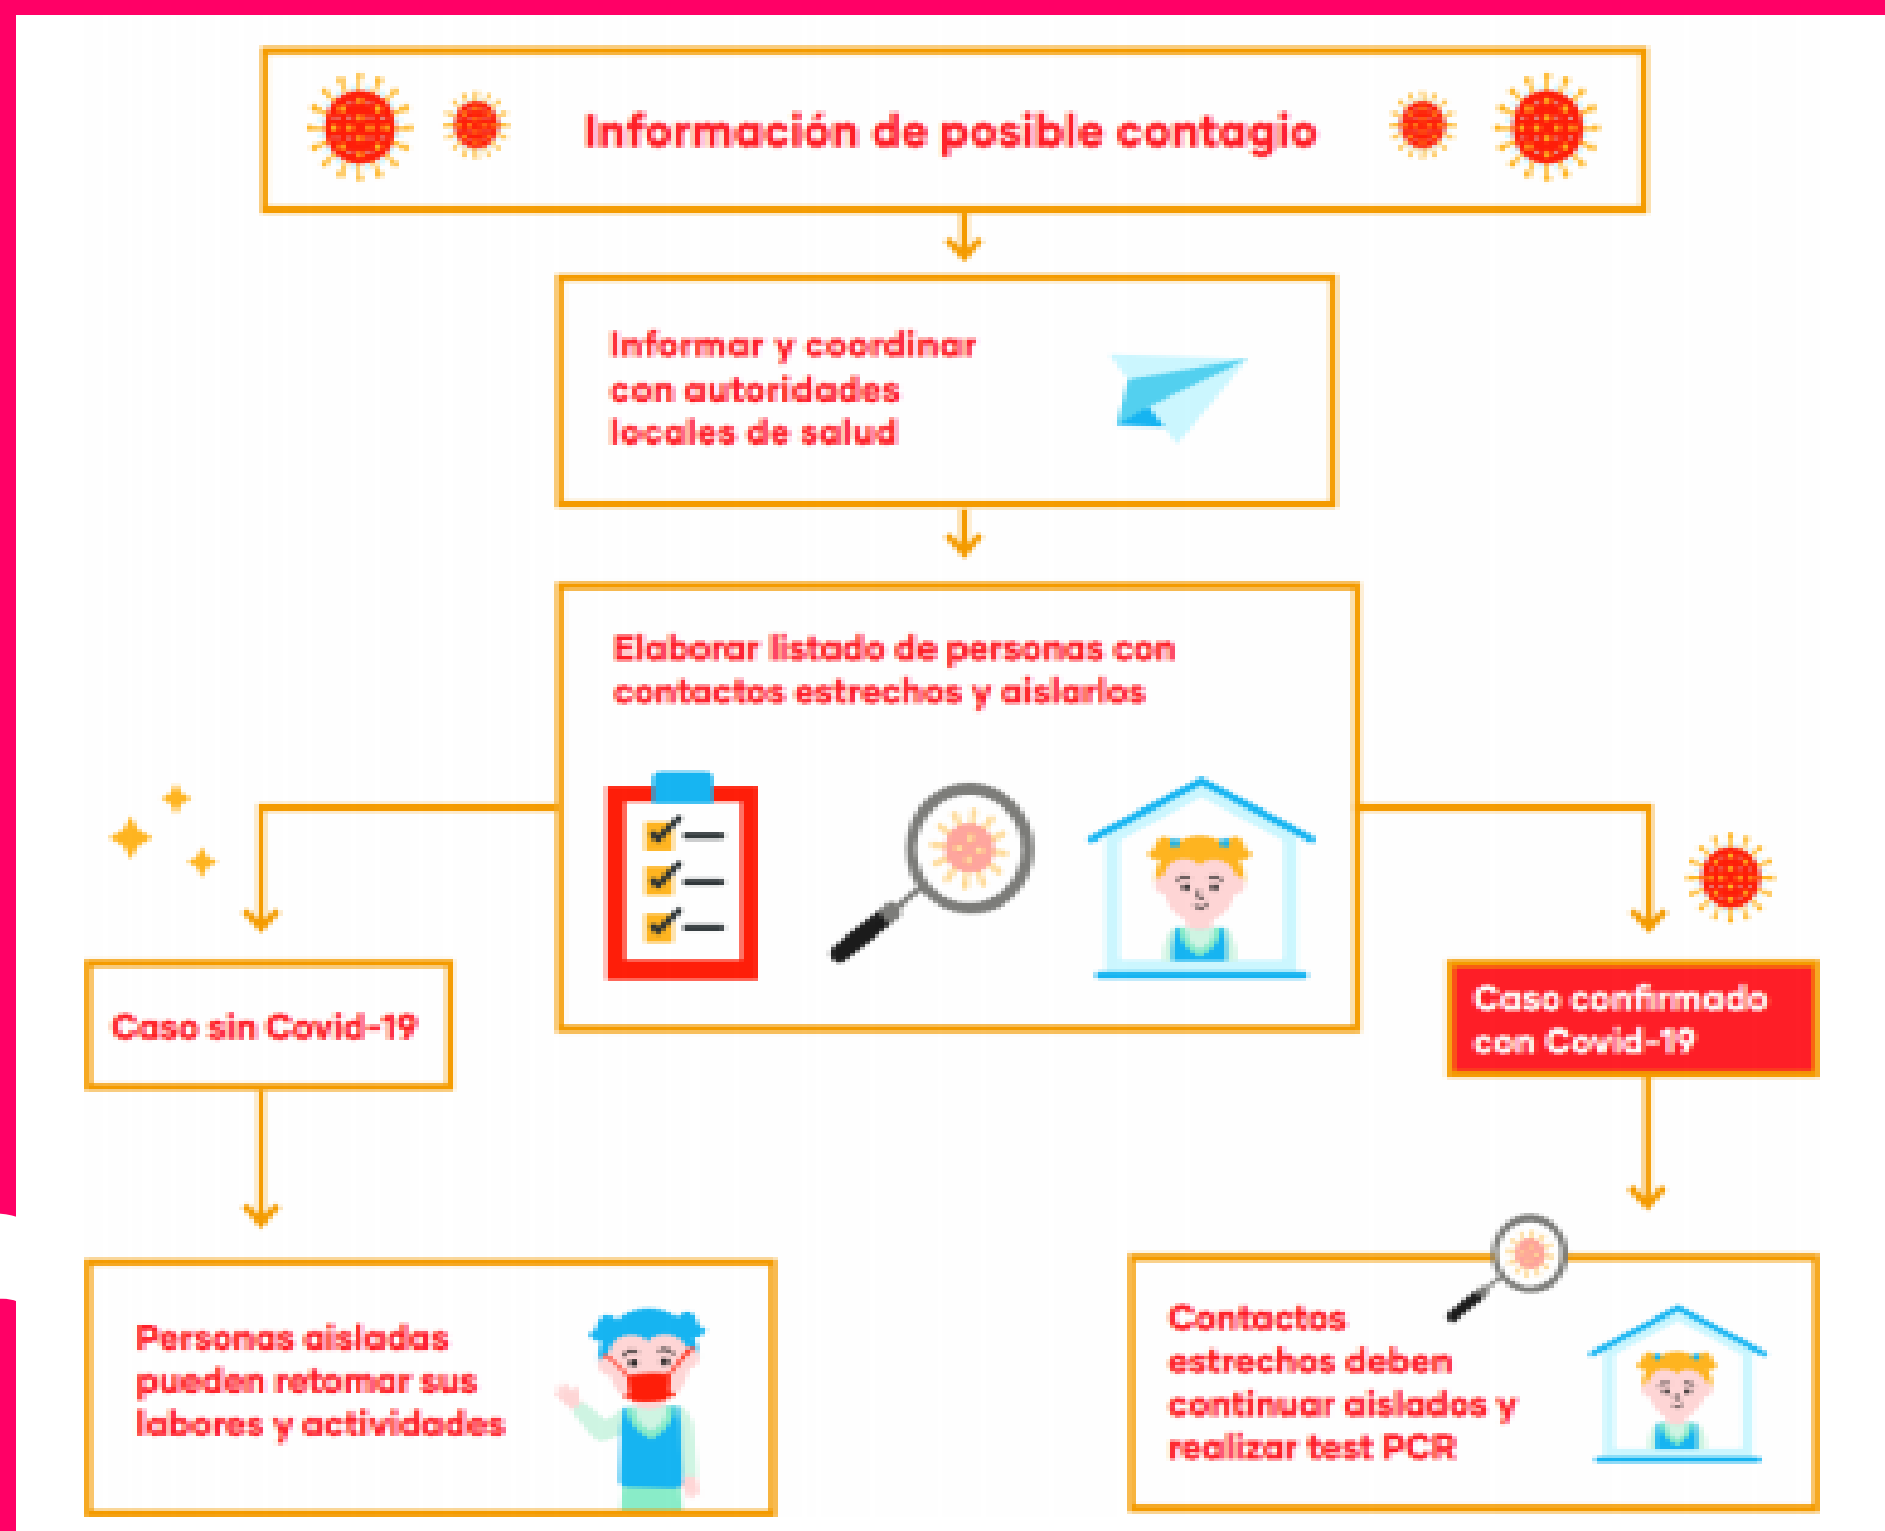 Información de posible contagio
Informar y coordinar
con autoridades
locales de salud
Elaborar listado de personas con
contactos estrechos y aislarlos
Caso sin Covid-19
Caso confirmado
con Covid-19
Personas aisladas
pueden retomar sus
labores y actividades
Contactos
estrechos deben
continuar aislados y
realizar test PCR